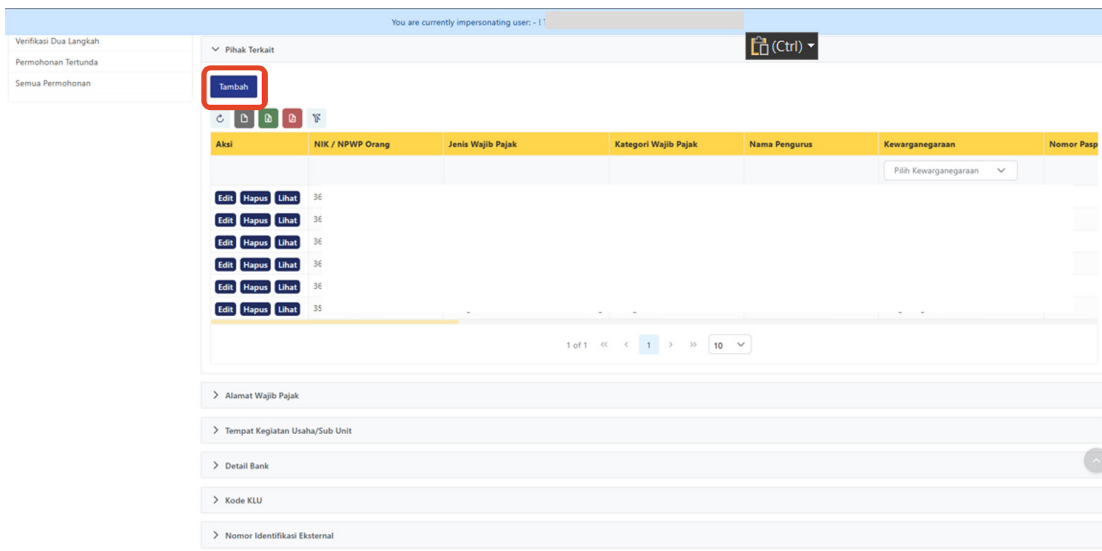 You are currently impersonating user: - !
Verifikasi Dua Langkah
Permohonan Tertunda
Semua Permohonan
Pihak Terkait
(Ctrl)
Tambah
Aksi NIK / NPWP Orang Jenis Wajib Pajak Kategori Wajib Pajak Nama Pengurus Kewarganegaraan Nomor Pasp
Pilih Kewarganegaraan
Edit Hapus Lihat 36
Edit Hapus Lihat 36
Edit Hapus Lihat 36
Edit Hapus Lihat 36
Edit Hapus Lihat 36
Edit Hapus Lihat 35
1 of 1 << < 1 > >> 10
Alamat Wajib Pajak
Tempat Kegiatan Usaha/Sub Unit
Detail Bank
Kode KLU
Nomor Identifikasi Eksternal